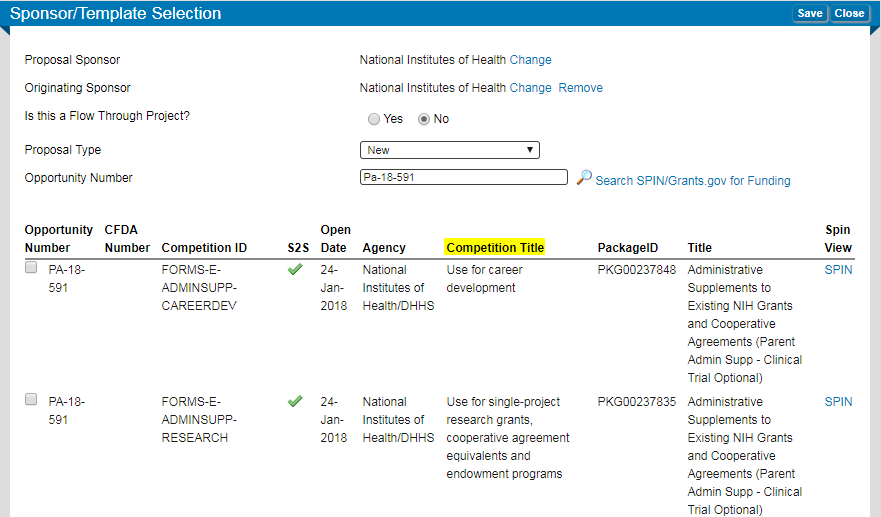 Sponsor/Template Selection Save Close
Proposal Sponsor National Institutes of Health Change
Originating Sponsor National Institutes of Health Change Remove
Is this a Flow Through Project? Yes No
Proposal Type New
Opportunity Number Pa-18-591 Search SPIN/Grants.gov for Funding
Opportunity CFDA Open Spin
Number Number Competition ID S2S Date Agency Competition Title PackageID Title View
PA-18- FORMS-E- 24- National Use for career PKG00237848 Administrative SPIN
591 ADMINSUPP- Jan- Institutes of development Supplements to
CAREERDEV 2018 Health/DHHS Existing NIH Grants
and Cooperative
Agreements (Parent
Admin Supp - Clinical
Trial Optional)
PA-18- FORMS-E- 24- National Use for single-project PKG00237835 Administrative SPIN
591 ADMINSUPP- Jan- Institutes of research grants, Supplements to
RESEARCH 2018 Health/DHHS cooperative agreement Existing NIH Grants
equivalents and and Cooperative
endowment programs Agreements (Parent
Admin Supp - Clinical
Trial Optional)